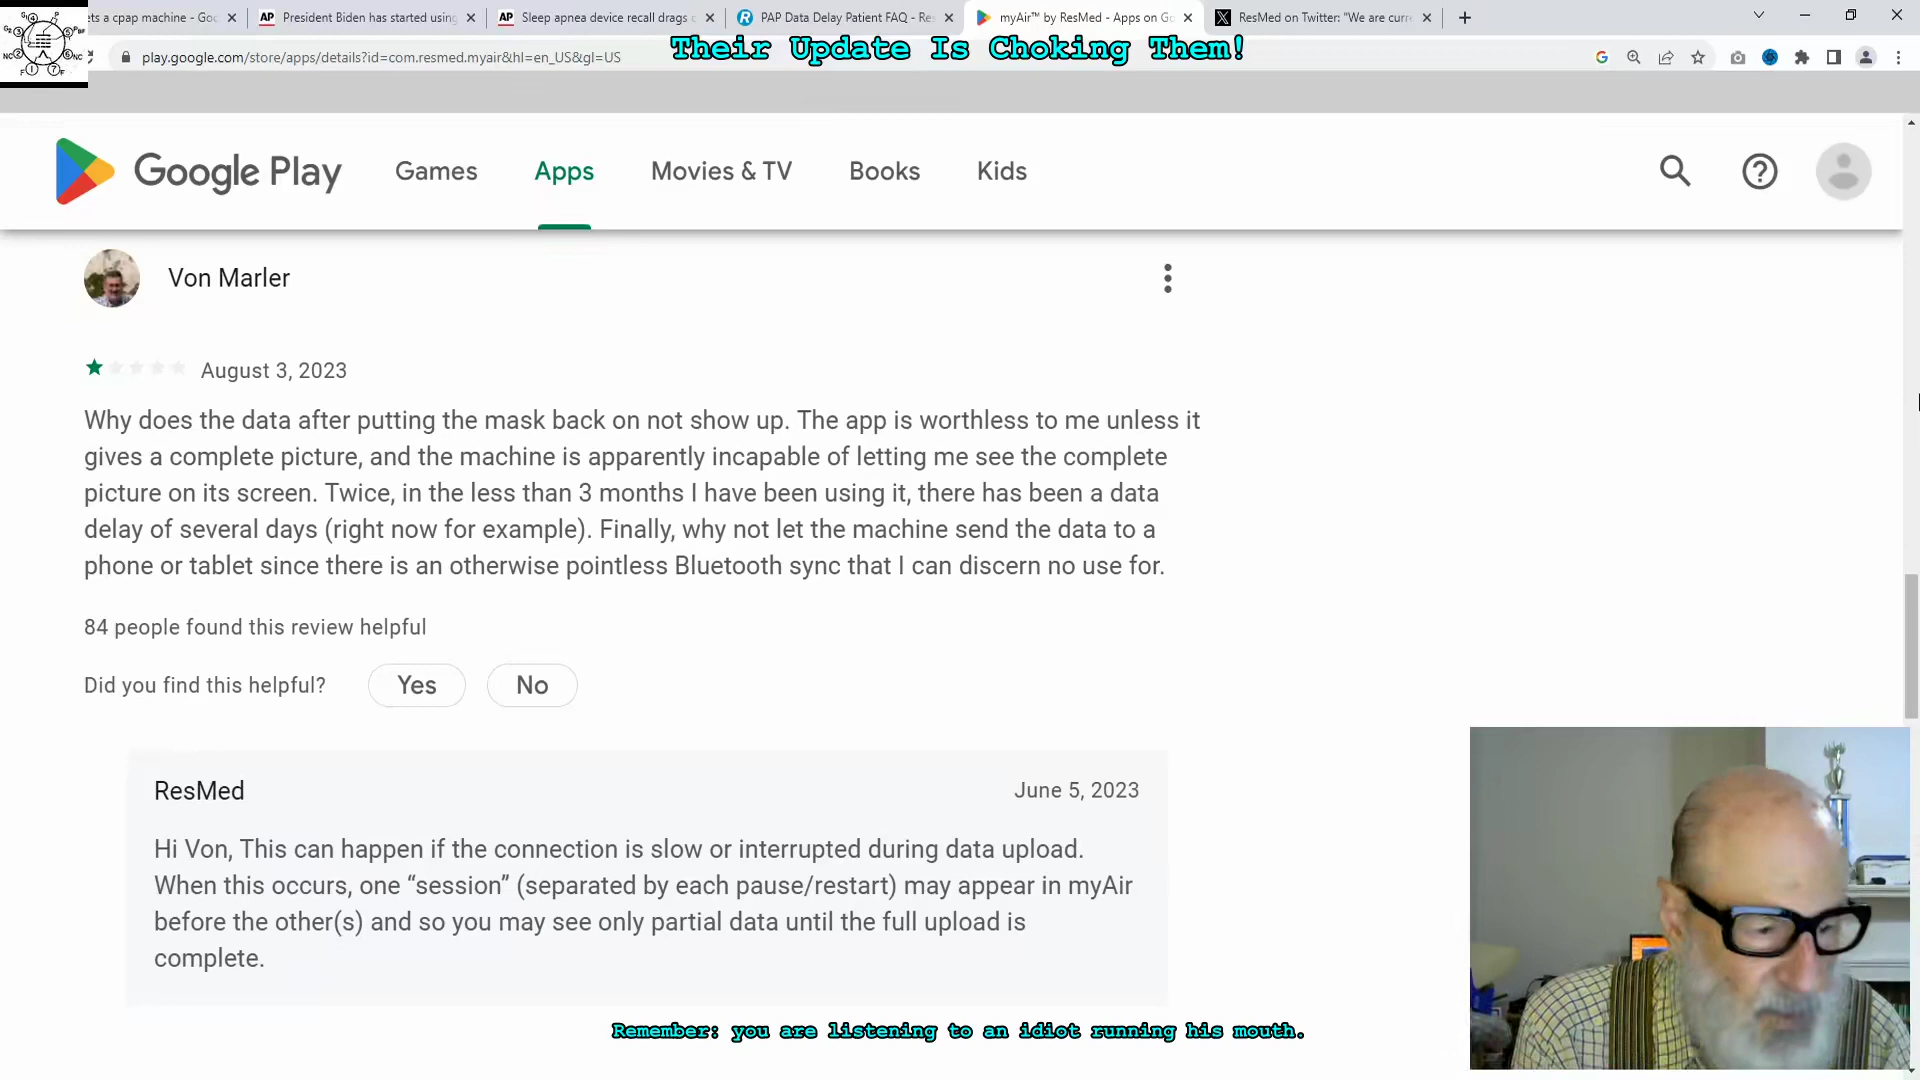 ets a cpap machine - Goo
President Biden has started using
Sleep apnea device recall drags o
PAP Data Delay Patient FAQ - Res
myAir™ by ResMed - Apps on Go
ResMed on Twitter: "We are curre
Their Update Is Choking Them!
play.google.com/store/apps/details?id=com.resmed.myair&hl=en_US&gl=US
Google Play
Games
Apps
Movies & TV
Books
Kids
Von Marler
August 3, 2023
Why does the data after putting the mask back on not show up. The app is worthless to me unless it
gives a complete picture, and the machine is apparently incapable of letting me see the complete
picture on its screen. Twice, in the less than 3 months I have been using it, there has been a data
delay of several days (right now for example). Finally, why not let the machine send the data to a
phone or tablet since there is an otherwise pointless Bluetooth sync that I can discern no use for.
84 people found this review helpful
Did you find this helpful?
Yes
No
ResMed
June 5, 2023
Hi Von, This can happen if the connection is slow or interrupted during data upload.
When this occurs, one “session” (separated by each pause/restart) may appear in myAir
before the other(s) and so you may see only partial data until the full upload is
complete.
Remember: you are listening to an idiot running his mouth.